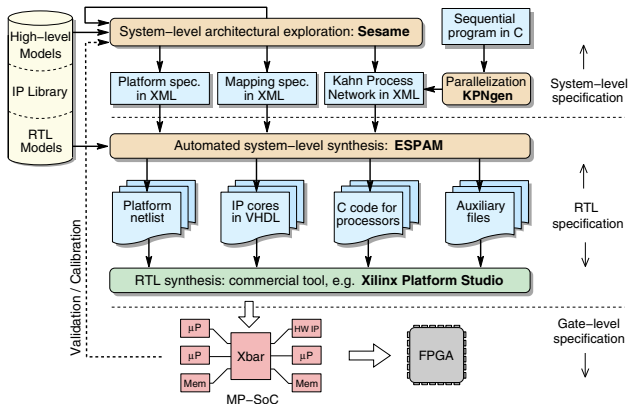 High-level
Models
IP Library
RTL
Models
System-level architectural exploration: Sesame
Sequential
program in C
Platform spec.
in XML
Mapping spec.
in XML
Kahn Process
Network in XML
Parallelization
KPNgen
System-level
specification
Automated system-level synthesis: ESPAM
Platform
netlist
IP cores
in VHDL
C code for
processors
Auxiliary
files
RTL
specification
RTL synthesis: commercial tool, e.g. Xilinx Platform Studio
Validation / Calibration
µP
µP
Mem
Xbar
HW IP
µP
Mem
MP-SoC
FPGA
Gate-level
specification